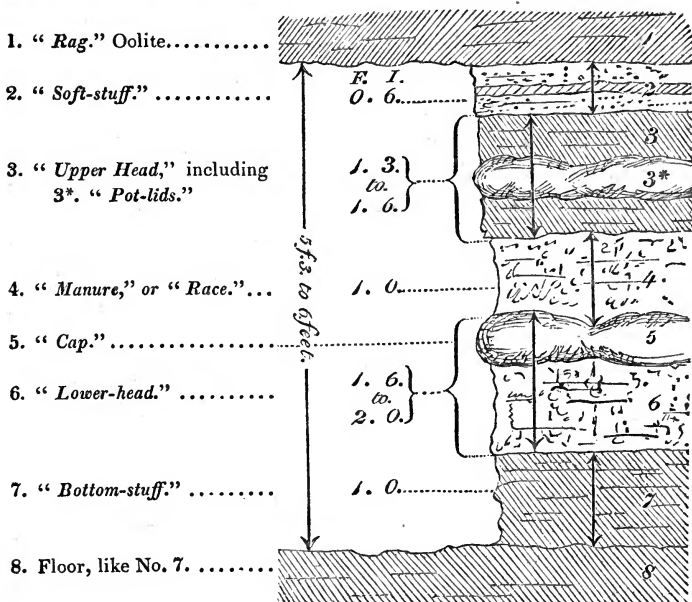 1. “ Rag.” Oolite............
2. “ Soft-stuff.” ............
3. “ Upper Head,” including
3*. “ Pot-lids.”
4. “ Manure,” or “ Race.”...
5. “ Cap.”
6. “ Lower-head.” .........
7. “ Bottom-stuff.” .........
8. Floor, like No. 7. .........
5f.3. to 6feet.
F. I.
0. 6.
1. 3.
to
1. 6.
1. 0.
1. 6.
to.
2. 0.
1. 0.
1
2
3
3*
4.
5
6
7
8